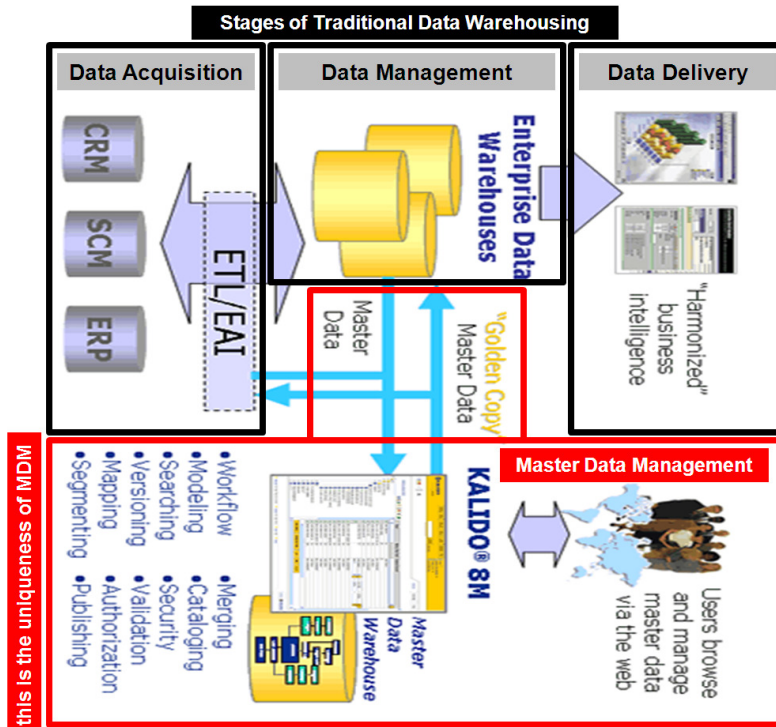 Stages of Traditional Data Warehousing
Data Acquisition
Data Management
Data Delivery
CRM
SCM
ERP
ETL/EAI
Enterprise Data
Warehouses
"Harmonized"
business
intelligence
Master
Data
"Golden Copy"
Master Data
this is the uniqueness of MDM
Master Data Management
•Workflow
•Modeling
•Searching
•Versioning
•Mapping
•Segmenting
•Merging
•Cataloging
•Security
•Validation
•Authorization
•Publishing
KALIDO® 8M
Master
Data
Warehouse
Users browse
and manage
master data
via the web